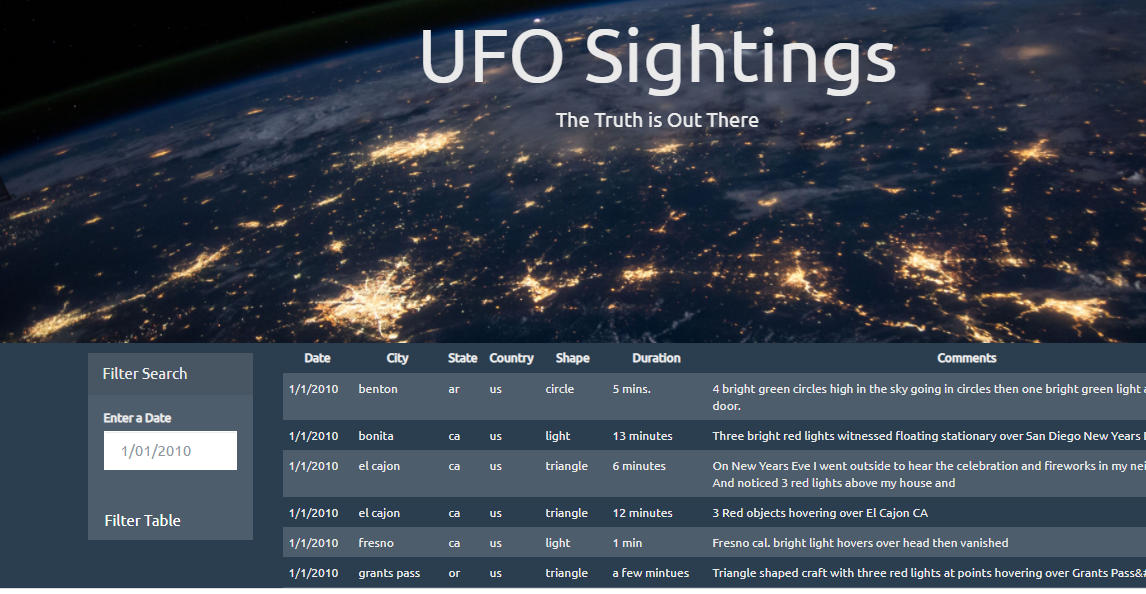 UFO Sightings
The Truth is Out There
Filter Search
Enter a Date
1/01/2010
Filter Table
Date City State Country Shape Duration Comments
1/1/2010 benton ar us circle 5 mins. 4 bright green circles high in the sky going in circles then one bright green light
door.
1/1/2010 bonita ca us light 13 minutes Three bright red lights witnessed floating stationary over San Diego New Years
1/1/2010 el cajon ca us triangle 6 minutes On New Years Eve I went outside to hear the celebration and fireworks in my
And noticed 3 red lights above my house and
1/1/2010 el cajon ca us triangle 12 minutes 3 Red objects hovering over El Cajon CA
1/1/2010 fresno ca us light 1 min Fresno cal. bright light hovers over head then vanished
1/1/2010 grants pass or us triangle a few mintues Triangle shaped craft with three red lights at points hovering over Grants Pass&#